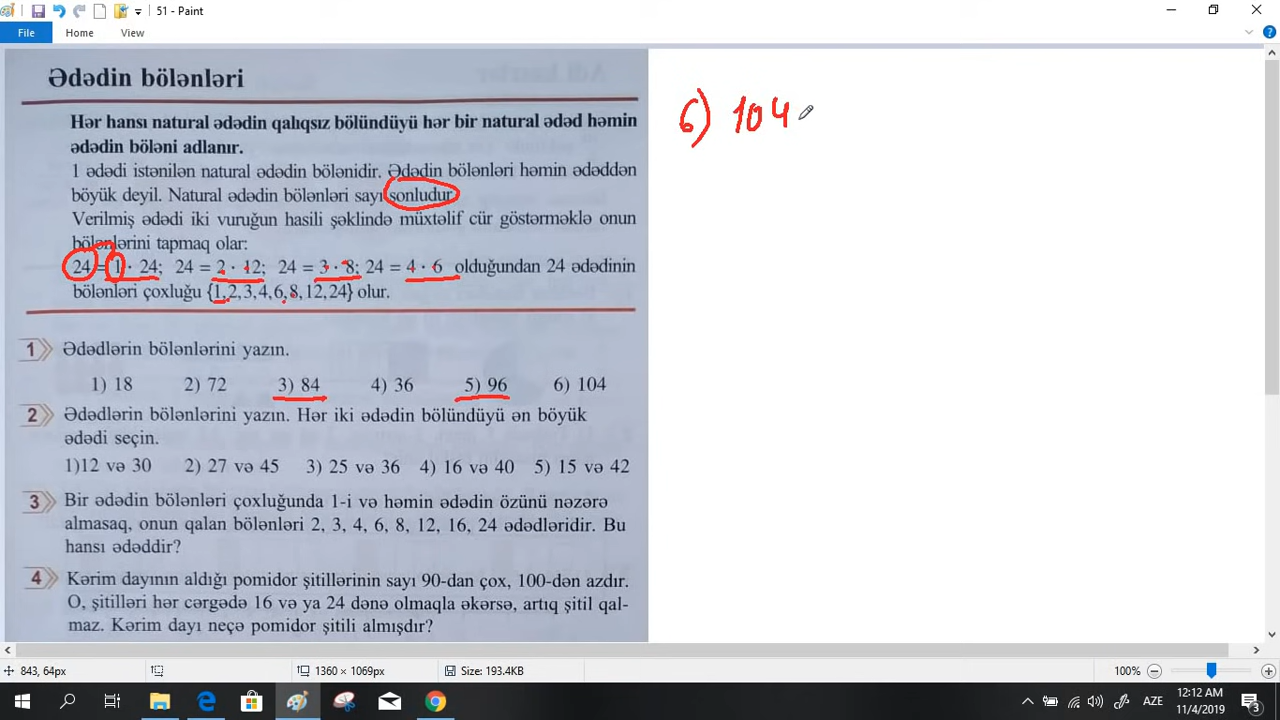 51 - Paint
File Home View
Ədədin bölənləri
Hər hansı natural ədədin qalıqsız bölündüyü hər bir natural ədəd həmin
ədədin böləni adlanır.
1 ədədi istənilən natural ədədin bölənidir. Ədədin bölənləri həmin ədəddən
böyük deyil. Natural ədədin bölənləri sayı sonludur.
Verilmiş ədədi iki vuruğun hasili şəklində müxtəlif cür göstərməklə onun
bölənlərini tapmaq olar:
24 = 1 · 24; 24 = 2 · 12; 24 = 3 · 8; 24 = 4 · 6 olduğundan 24 ədədinin
bölənləri çoxluğu {1,2,3,4,6,8,12,24} olur.
1 Ədədlərin bölənlərini yazın.
1) 18 2) 72 3) 84 4) 36 5) 96 6) 104
2 Ədədlərin bölənlərini yazın. Hər iki ədədin bölündüyü ən böyük
ədədi seçin.
1)12 və 30 2) 27 və 45 3) 25 və 36 4) 16 və 40 5) 15 və 42
3 Bir ədədin bölənləri çoxluğunda 1-i və həmin ədədin özünü nəzərə
almasaq, onun qalan bölənləri 2, 3, 4, 6, 8, 12, 16, 24 ədədləridir. Bu
hansı ədəddir?
4 Kərim dayının aldığı pomidor şitillərinin sayı 90-dan çox, 100-dən azdır.
O, şitilləri hər cərgədə 16 və ya 24 dənə olmaqla əkərsə, artıq şitil qal-
maz. Kərim dayı neçə pomidor şitili almışdır?
6) 104
843, 64px 1360 × 1069px Size: 193.4KB 100%
AZE 12:12 AM
11/4/2019 3